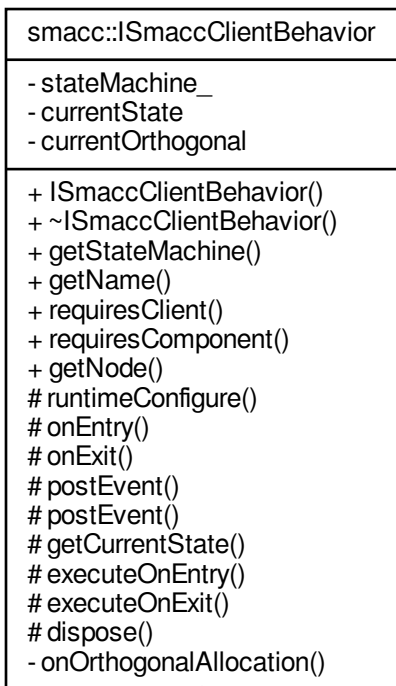 smacc::ISmaccClientBehavior
- stateMachine_
- currentState
- currentOrthogonal
+ ISmaccClientBehavior()
+ ~ISmaccClientBehavior()
+ getStateMachine()
+ getName()
+ requiresClient()
+ requiresComponent()
+ getNode()
# runtimeConfigure()
# onEntry()
# onExit()
# postEvent()
# postEvent()
# getCurrentState()
# executeOnEntry()
# executeOnExit()
# dispose()
- onOrthogonalAllocation()